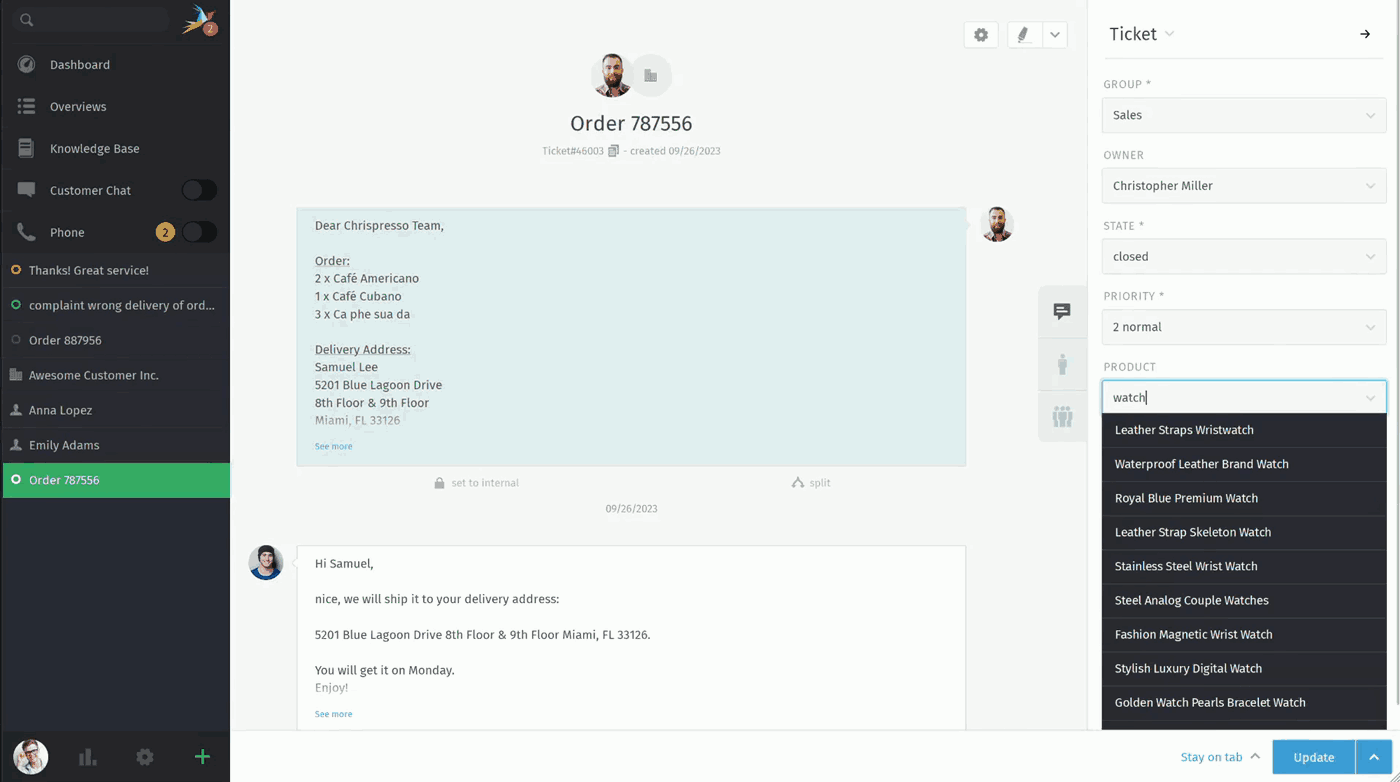 2
Dashboard
Overviews
Knowledge Base
Customer Chat
Phone
2
Thanks! Great service!
complaint wrong delivery of ord...
Order 887956
Awesome Customer Inc.
Anna Lopez
Emily Adams
Order 787556
Order 787556
Ticket#46003 - created 09/26/2023
Dear Chrispresso Team,
Order:
2 x Café Americano
1 x Café Cubano
3 x Ca phe sua da
Delivery Address:
Samuel Lee
5201 Blue Lagoon Drive
8th Floor & 9th Floor
Miami, FL 33126
See more
set to internal
split
09/26/2023
Hi Samuel,
nice, we will ship it to your delivery address:
5201 Blue Lagoon Drive 8th Floor & 9th Floor Miami, FL 33126.
You will get it on Monday.
Enjoy!
See more
Ticket
GROUP *
Sales
OWNER
Christopher Miller
STATE *
closed
PRIORITY *
2 normal
PRODUCT
watch
Leather Straps Wristwatch
Waterproof Leather Brand Watch
Royal Blue Premium Watch
Leather Strap Skeleton Watch
Stainless Steel Wrist Watch
Steel Analog Couple Watches
Fashion Magnetic Wrist Watch
Stylish Luxury Digital Watch
Golden Watch Pearls Bracelet Watch
Stay on tab
Update